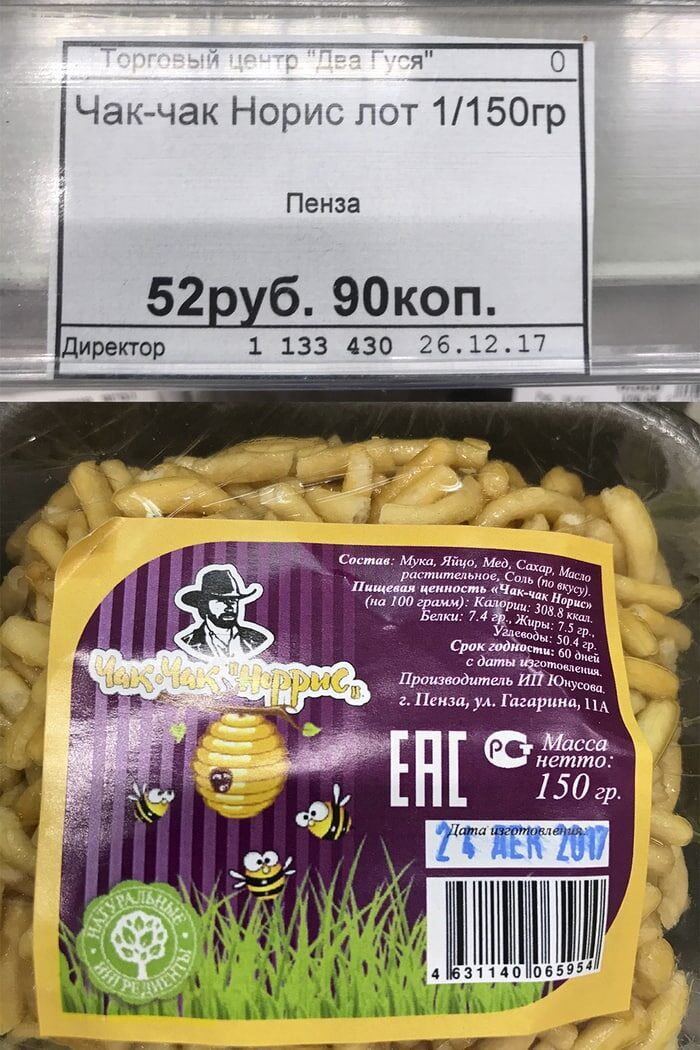 Торговый центр "Два Гуся" 0
Чак-чак Норис лот 1/150гр
Пенза
52руб. 90коп.
Директор 1 133 430 26.12.17
Состав: Мука, Яйцо, Мед, Сахар, Масло
растительное, Соль (по вкусу).
Пищевая ценность «Чак-чак Норис»
(на 100 грамм): Калории: 308.8 ккал.
Белки: 7.4 гр., Жиры: 7.5 гр.,
Углеводы: 50.4 гр.
Срок годности: 60 дней
с даты изготовления.
Производитель ИП Юнусова.
г. Пенза, ул. Гагарина, 11А
Чак-Чак "Норрис"
ЕАС РСТ Масса
нетто:
150 гр.
Дата изготовления:
24 ДЕК 2017
НАТУРАЛЬНЫЕ
ИНГРЕДИЕНТЫ
4 631140 065954